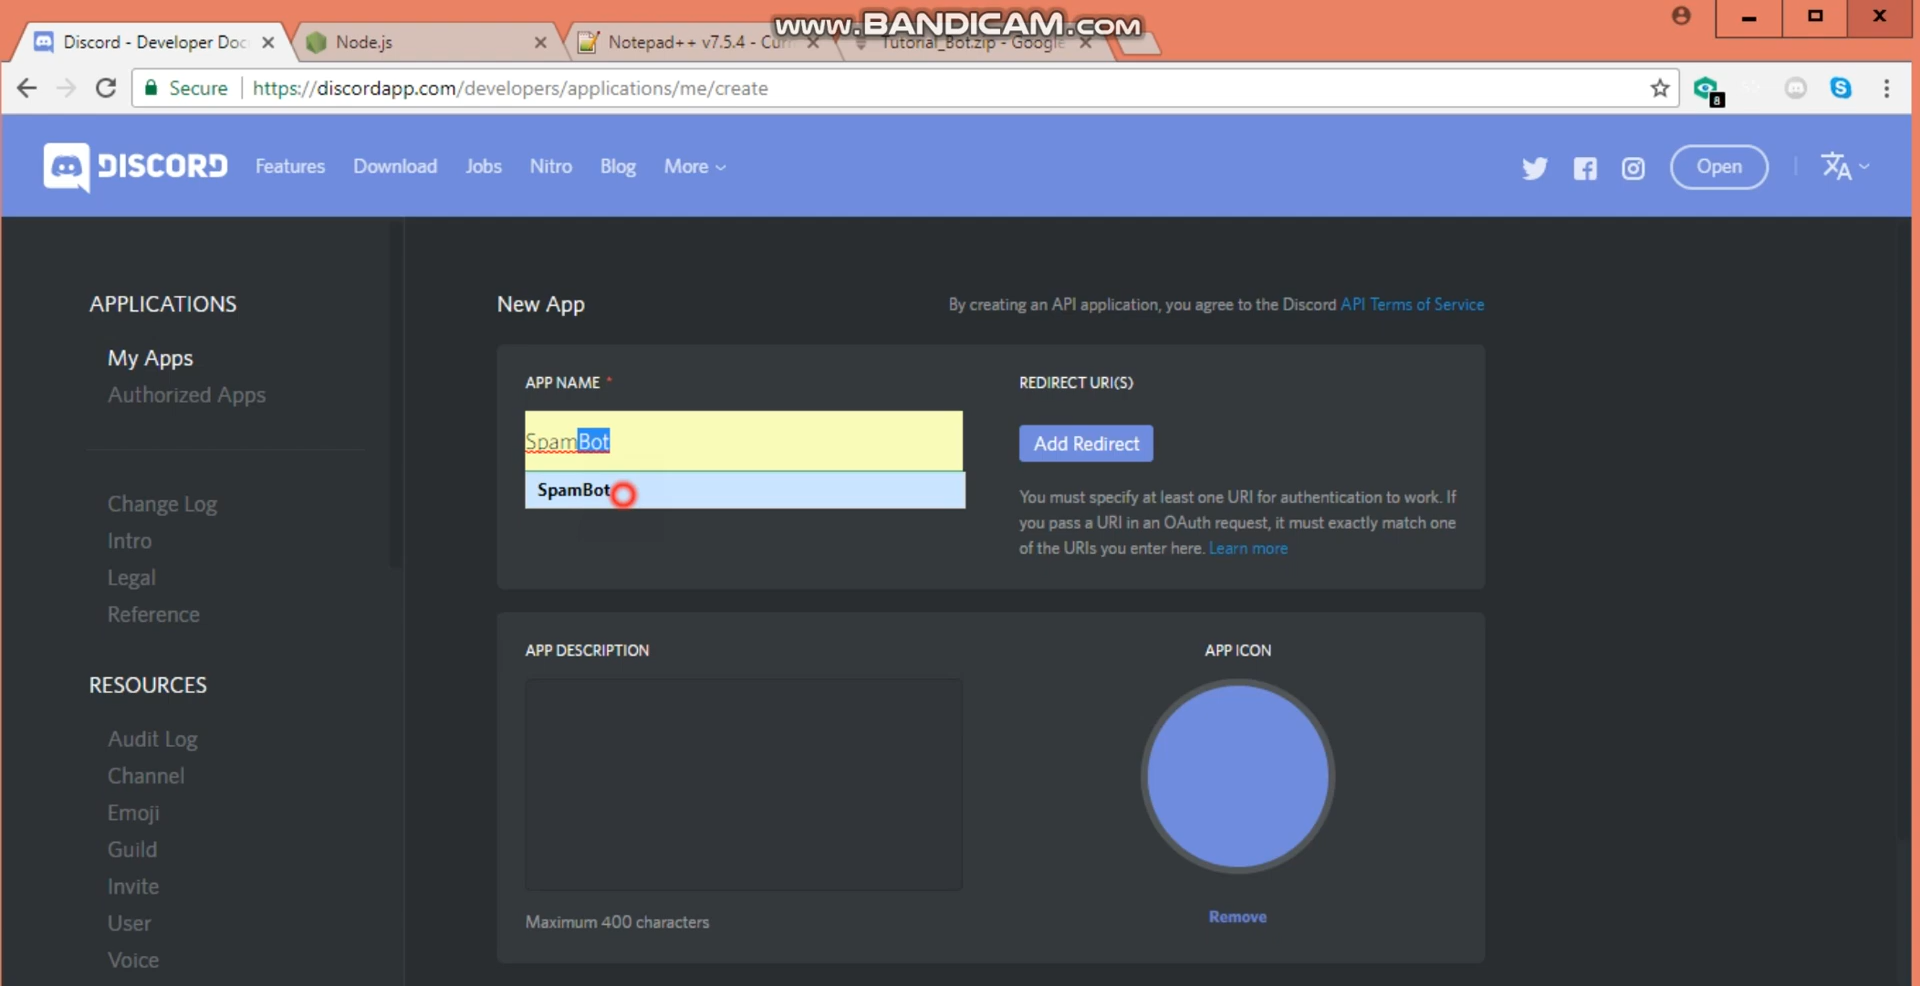 www.BANDICAM.com
Discord - Developer Doc
Node.js
Notepad++ v7.5.4 - Curr
Tutorial_Bot.zip - Google
Secure
https://discordapp.com/developers/applications/me/create
8
DISCORD
Features
Download
Jobs
Nitro
Blog
More
Open
APPLICATIONS
My Apps
Authorized Apps
Change Log
Intro
Legal
Reference
RESOURCES
Audit Log
Channel
Emoji
Guild
Invite
User
Voice
New App
By creating an API application, you agree to the Discord API Terms of Service
APP NAME *
SpamBot
SpamBot
REDIRECT URI(S)
Add Redirect
You must specify at least one URI for authentication to work. If
you pass a URI in an OAuth request, it must exactly match one
of the URIs you enter here. Learn more
APP DESCRIPTION
Maximum 400 characters
APP ICON
Remove